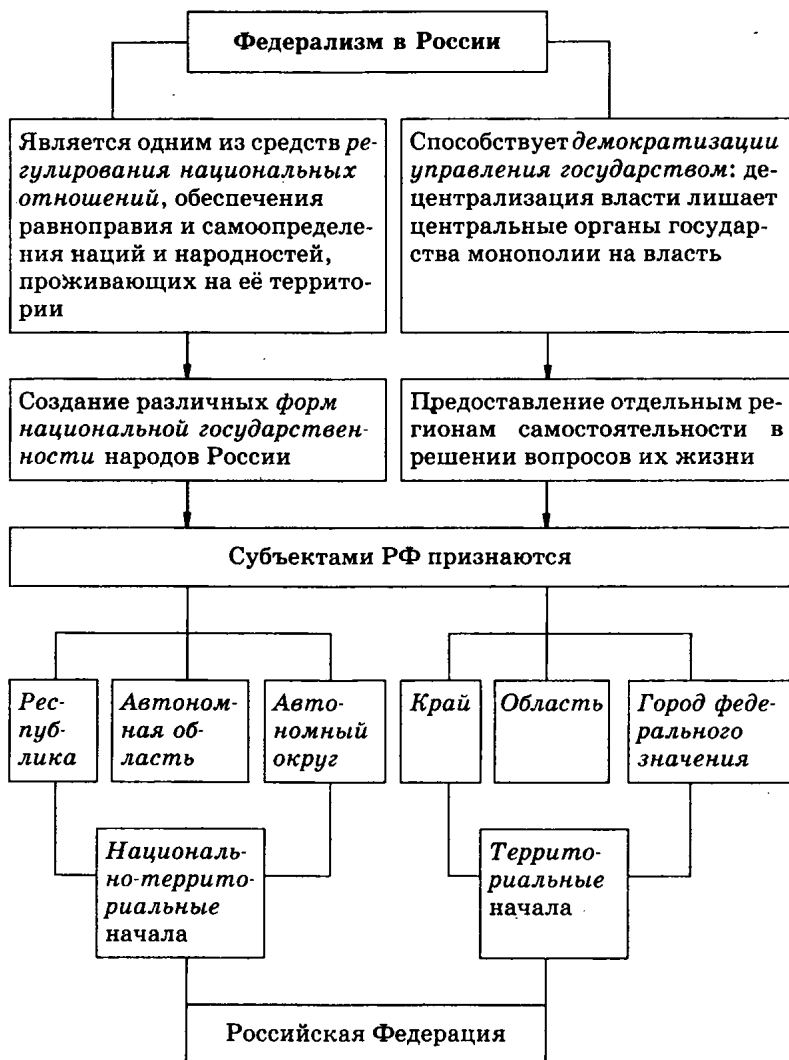 Федерализм в России
Является одним из средств ре-
гулирования национальных
отношений, обеспечения
равноправия и самоопределе-
ния наций и народностей,
проживающих на её террито-
рии
Способствует демократизации
управления государством: де-
централизация власти лишает
центральные органы государ-
ства монополии на власть
Создание различных форм
национальной государствен-
ности народов России
Предоставление отдельным ре-
гионам самостоятельности в
решении вопросов их жизни
Субъектами РФ признаются
Рес-
пуб-
лика
Автоном-
ная об-
ласть
Авто-
номный
округ
Край
Область
Город феде-
рального
значения
Националь-
но-террито-
риальные
начала
Террито-
риальные
начала
Российская Федерация